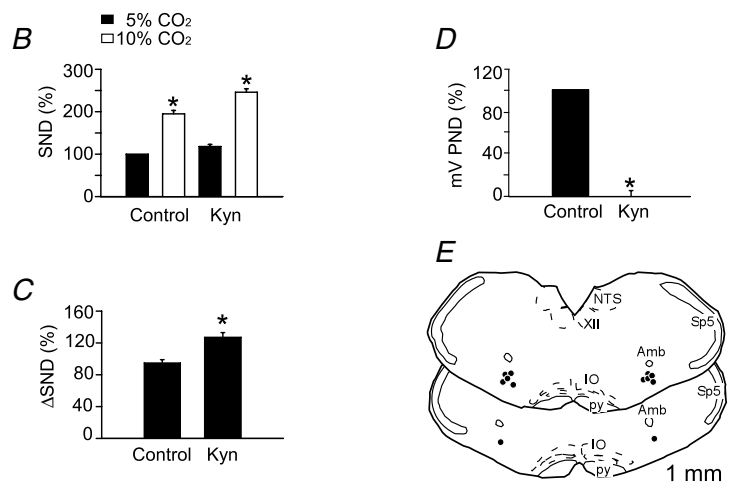 B
5% CO₂
10% CO₂
SND (%)
300
200
100
0
*
*
Control Kyn
C
ΔSND (%)
160
120
80
40
0
*
Control Kyn
D
mV PND (%)
120
80
40
0
*
Control Kyn
E
NTS
XII
Sp5
Amb
IO
py
Sp5
Amb
IO
py
1 mm